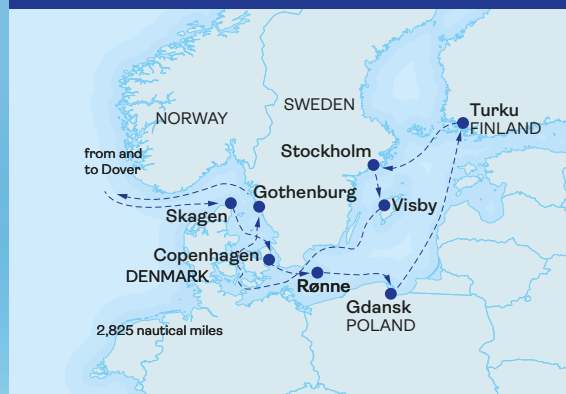 NORWAY
SWEDEN
Turku
FINLAND
Stockholm
from and
to Dover
Gothenburg
Visby
Skagen
Copenhagen
DENMARK
Rønne
Gdansk
POLAND
2,825 nautical miles